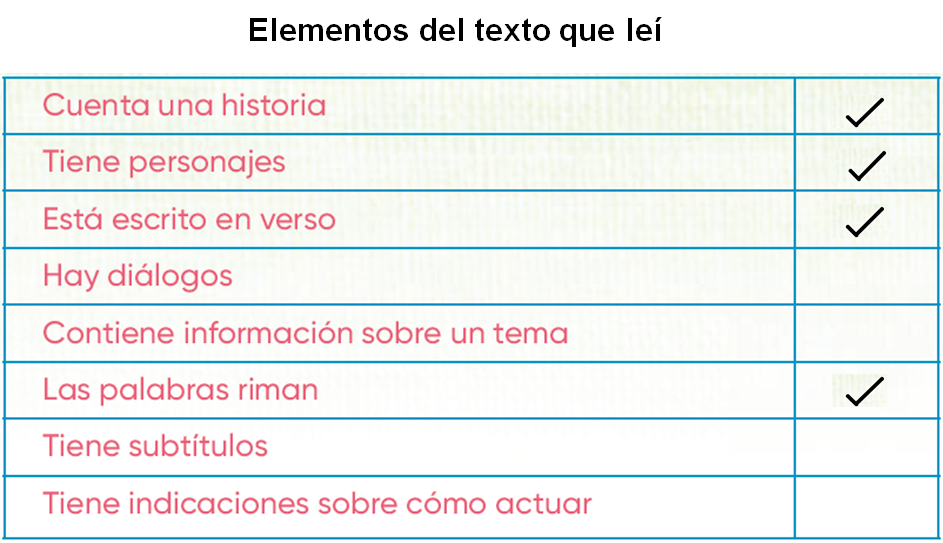 Elementos del texto que leí
Cuenta una historia ✓
Tiene personajes ✓
Está escrito en verso ✓
Hay diálogos
Contiene información sobre un tema
Las palabras riman ✓
Tiene subtítulos
Tiene indicaciones sobre cómo actuar